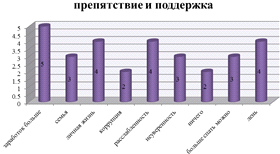 препятствие и поддержка
5
4.5
4
3.5
3
2.5
2
1.5
1
0.5
0
5
3
4
2
4
3
2
3
4
заработок больше
семья
личная жизнь
коррупция
расслабленность
неуверенность
ничего
больше спать можно
лень